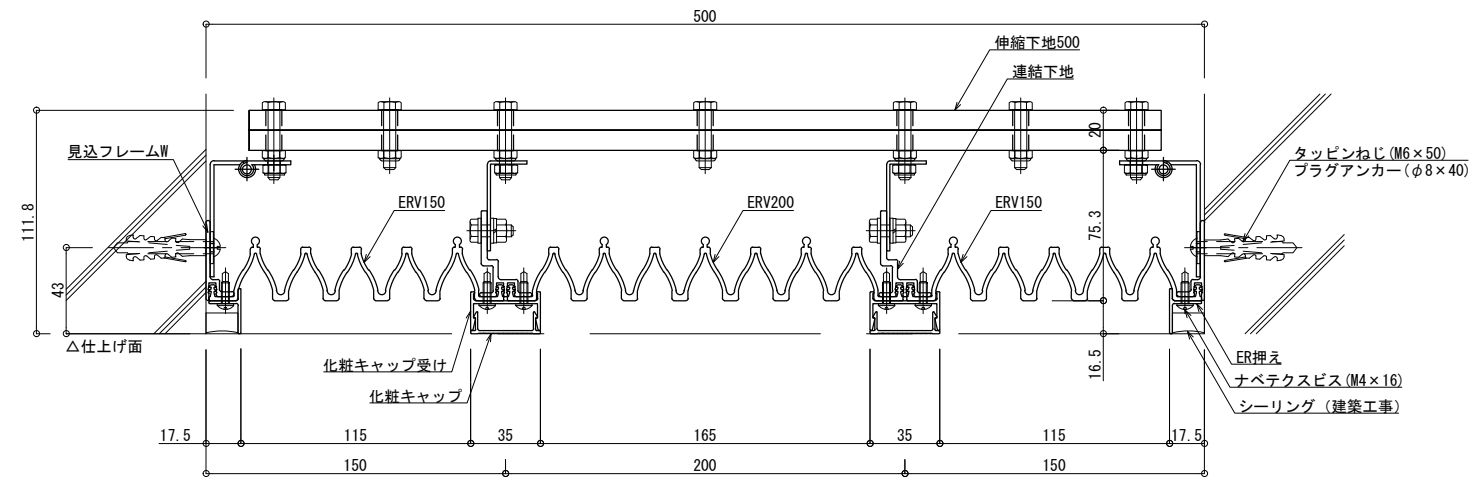 500
伸縮下地500
連結下地
20
見込フレームW
タッピンねじ(M6×50)
プラグアンカー(φ8×40)
ERV150
ERV200
ERV150
111.8
75.3
43
△仕上げ面
化粧キャップ受け
化粧キャップ
16.5
ER押え
ナベテクスビス(M4×16)
シーリング（建築工事）
17.5
115
35
165
35
115
17.5
150
200
150